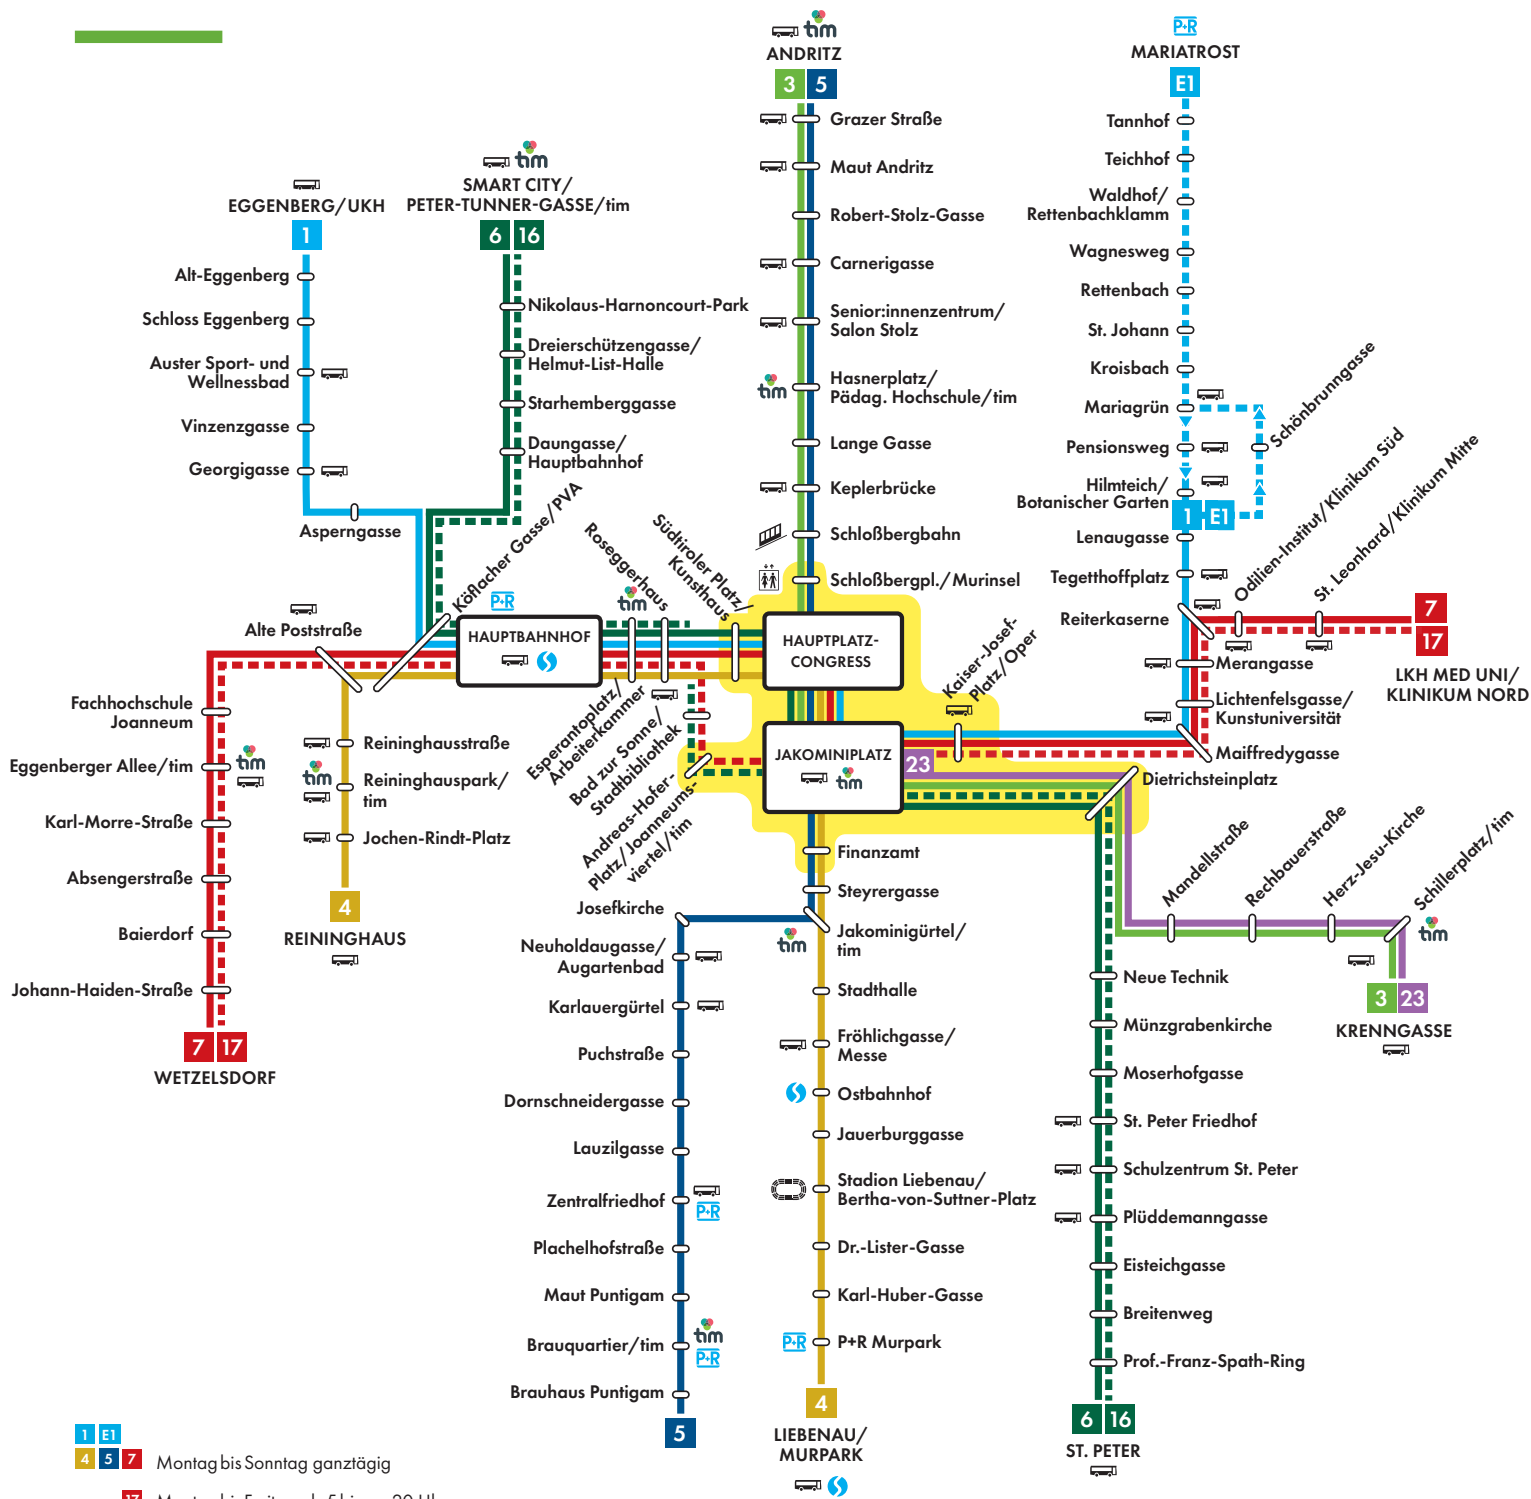 tim
ANDRITZ
3 5
P+R
MARIATROST
E1
Grazer Straße
Maut Andritz
Robert-Stolz-Gasse
Carnerigasse
Senior:innenzentrum/
Salon Stolz
tim
Hasnerplatz/
Pädag. Hochschule/tim
Lange Gasse
Keplerbrücke
Schloßbergbahn
Schloßbergpl./Murinsel
Tannhof
Teichhof
Waldhof/
Rettenbachklamm
Wagnesweg
Rettenbach
St. Johann
Kroisbach
Mariagrün
Pensionsweg
Hilmteich/
Botanischer Garten
Schönbrunngasse
1 E1
Lenaugasse
Tegetthoffplatz
Reiterkaserne
Odilien-Institut/Klinikum Süd
St. Leonhard/Klinikum Mitte
7
17
LKH MED UNI/
KLINIKUM NORD
Merangasse
Lichtenfelsgasse/
Kunstuniversität
Maiffredygasse
Dietrichsteinplatz
EGGENBERG/UKH
1
Alt-Eggenberg
Schloss Eggenberg
Auster Sport- und
Wellnessbad
Vinzenzgasse
Georgigasse
Asperngasse
tim
SMART CITY/
PETER-TUNNER-GASSE/tim
6 16
Nikolaus-Harnoncourt-Park
Dreierschützengasse/
Helmut-List-Halle
Starhemberggasse
Daungasse/
Hauptbahnhof
Köflacher Gasse/PVA
P+R
HAUPTBAHNHOF
Roseggerhaus
tim
Südtiroler Platz/
Kunsthaus
HAUPTPLATZ-
CONGRESS
Kaiser-Josef-
Platz/Oper
JAKOMINIPLATZ
tim
23
Esperantoplatz/
Arbeiterkammer
Bad zur Sonne/
Stadtbibliothek
Andreas-Hofer-
Platz/Joanneums-
viertel/tim
Alte Poststraße
Fachhochschule
Joanneum
Eggenberger Allee/tim
tim
Karl-Morre-Straße
Absengerstraße
Baierdorf
Johann-Haiden-Straße
7 17
WETZELSDORF
Reininghausstraße
tim
Reininghauspark/
tim
Jochen-Rindt-Platz
4
REININGHAUS
Finanzamt
Steyrergasse
Josefkirche
tim
Jakominigürtel/
tim
Neuholdaugasse/
Augartenbad
Karlauergürtel
Puchstraße
Dornschneidergasse
Lauzilgasse
Zentralfriedhof
P+R
Plachelhofstraße
Maut Puntigam
Brauquartier/tim
tim
P+R
Brauhaus Puntigam
5
Stadthalle
Fröhlichgasse/
Messe
Ostbahnhof
Jauerburggasse
Stadion Liebenau/
Bertha-von-Suttner-Platz
Dr.-Lister-Gasse
Karl-Huber-Gasse
P+R
P+R Murpark
4
LIEBENAU/
MURPARK
Mandellstraße
Rechbauerstraße
Herz-Jesu-Kirche
Schillerplatz/tim
tim
3 23
KRENNGASSE
Neue Technik
Münzgrabenkirche
Moserhofgasse
St. Peter Friedhof
Schulzentrum St. Peter
Plüddemanngasse
Eisteichgasse
Breitenweg
Prof.-Franz-Spath-Ring
6 16
ST. PETER
1 E1
4 5 7 Montag bis Sonntag ganztägig
17